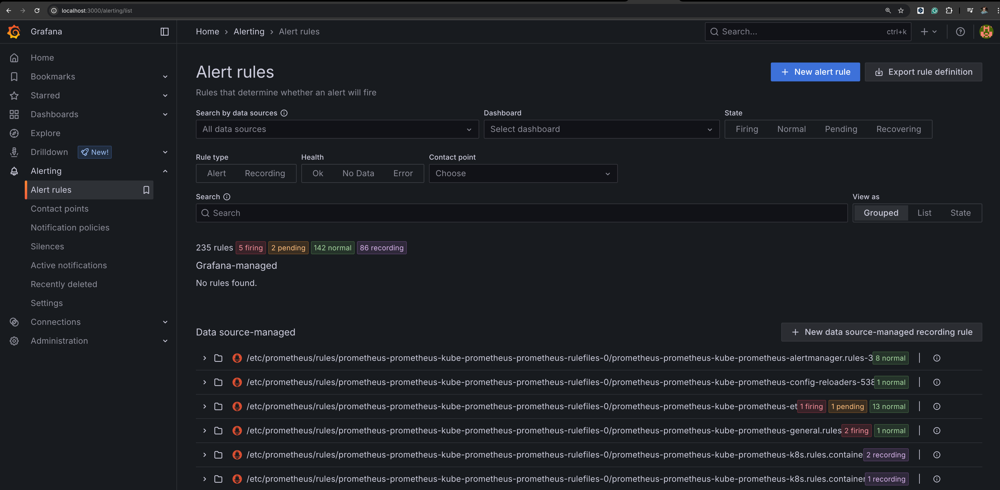 localhost:3000/alerting/list
Grafana
Home › Alerting › Alert rules
Search...
ctrl+k
Home
Bookmarks
Starred
Dashboards
Explore
Drilldown
New!
Alerting
Alert rules
Contact points
Notification policies
Silences
Active notifications
Recently deleted
Settings
Connections
Administration
Alert rules
New alert rule
Export rule definition
Rules that determine whether an alert will fire
Search by data sources
Dashboard
State
All data sources
Select dashboard
Firing Normal Pending Recovering
Rule type
Health
Contact point
Alert Recording
Ok No Data Error
Choose
Search
View as
Search
Grouped List State
235 rules 5 firing 2 pending 142 normal 86 recording
Grafana-managed
No rules found.
Data source-managed
New data source-managed recording rule
/etc/prometheus/rules/prometheus-prometheus-kube-prometheus-prometheus-rulefiles-0/prometheus-prometheus-kube-prometheus-alertmanager.rules-3 8 normal
/etc/prometheus/rules/prometheus-prometheus-kube-prometheus-prometheus-rulefiles-0/prometheus-prometheus-kube-prometheus-config-reloaders-538 1 normal
/etc/prometheus/rules/prometheus-prometheus-kube-prometheus-prometheus-rulefiles-0/prometheus-prometheus-kube-prometheus-et 1 firing 1 pending 13 normal
/etc/prometheus/rules/prometheus-prometheus-kube-prometheus-prometheus-rulefiles-0/prometheus-prometheus-kube-prometheus-general.rules 2 firing 1 normal
/etc/prometheus/rules/prometheus-prometheus-kube-prometheus-prometheus-rulefiles-0/prometheus-prometheus-kube-prometheus-k8s.rules.containe 2 recording
/etc/prometheus/rules/prometheus-prometheus-kube-prometheus-prometheus-rulefiles-0/prometheus-prometheus-kube-prometheus-k8s.rules.container 1 recording